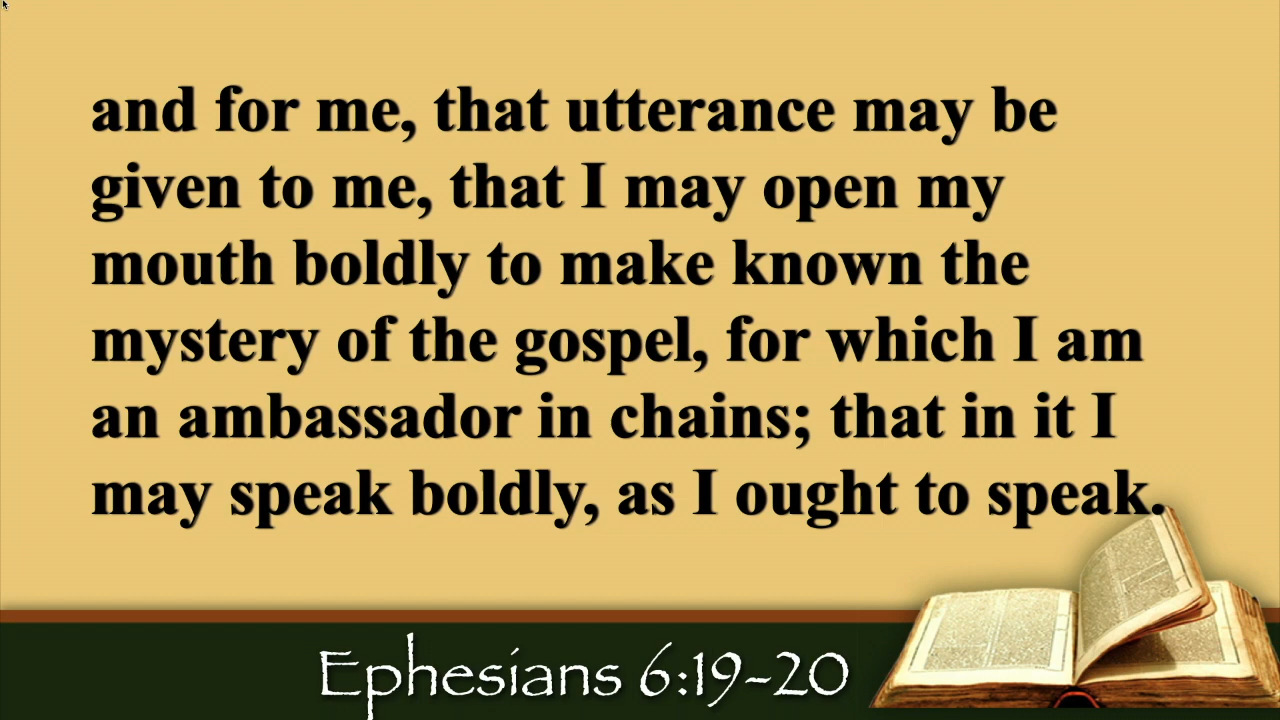 and for me, that utterance may be
given to me, that I may open my
mouth boldly to make known the
mystery of the gospel, for which I am
an ambassador in chains; that in it I
may speak boldly, as I ought to speak.
Ephesians 6:19-20